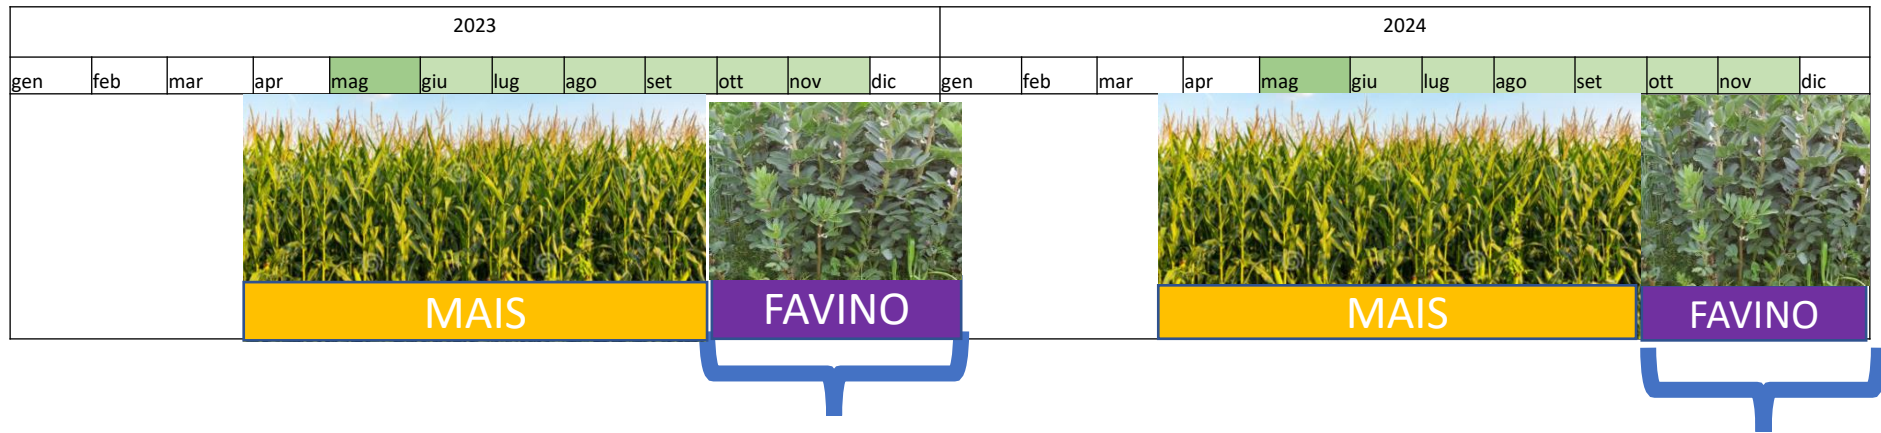 2023 2024
gen feb mar apr mag giu lug ago set ott nov dic gen feb mar apr mag giu lug ago set ott nov dic
MAIS FAVINO MAIS FAVINO